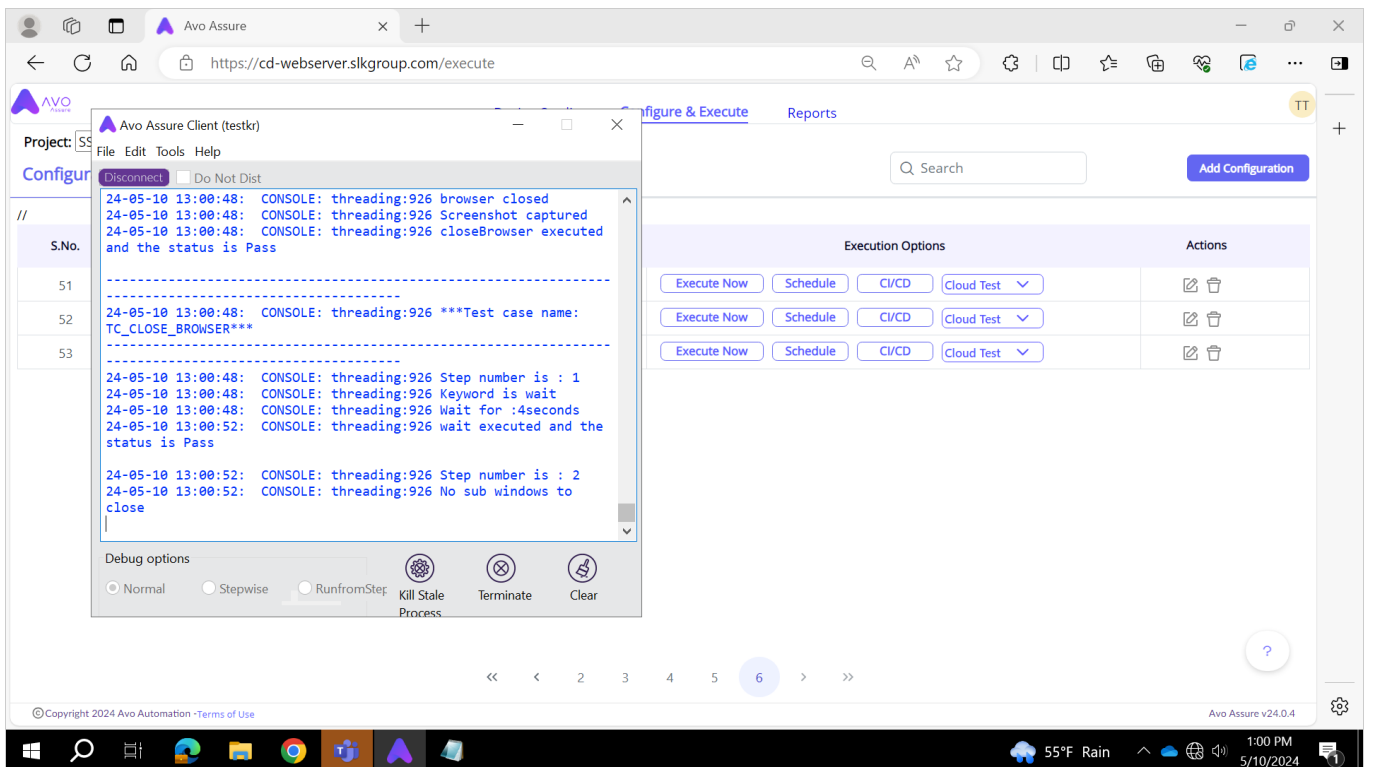 Avo Assure
https://cd-webserver.slkgroup.com/execute
AVO
Assure
TT
nfigure & Execute
Reports
Project: SS
Configur
Search
Add Configuration
//
S.No.
Execution Options
Actions
51
Execute Now Schedule CI/CD Cloud Test
52
Execute Now Schedule CI/CD Cloud Test
53
Execute Now Schedule CI/CD Cloud Test
Avo Assure Client (testkr)
File Edit Tools Help
Disconnect Do Not Dist
24-05-10 13:00:48: CONSOLE: threading:926 browser closed
24-05-10 13:00:48: CONSOLE: threading:926 Screenshot captured
24-05-10 13:00:48: CONSOLE: threading:926 closeBrowser executed
and the status is Pass
24-05-10 13:00:48: CONSOLE: threading:926 ***Test case name:
TC_CLOSE_BROWSER***
24-05-10 13:00:48: CONSOLE: threading:926 Step number is : 1
24-05-10 13:00:48: CONSOLE: threading:926 Keyword is wait
24-05-10 13:00:48: CONSOLE: threading:926 Wait for :4seconds
24-05-10 13:00:52: CONSOLE: threading:926 wait executed and the
status is Pass
24-05-10 13:00:52: CONSOLE: threading:926 Step number is : 2
24-05-10 13:00:52: CONSOLE: threading:926 No sub windows to
close
Debug options
Normal Stepwise RunfromStep
Kill Stale
Process
Terminate
Clear
?
<< < 2 3 4 5 6 > >>
©Copyright 2024 Avo Automation -Terms of Use
Avo Assure v24.0.4
55°F Rain
1:00 PM
5/10/2024
1